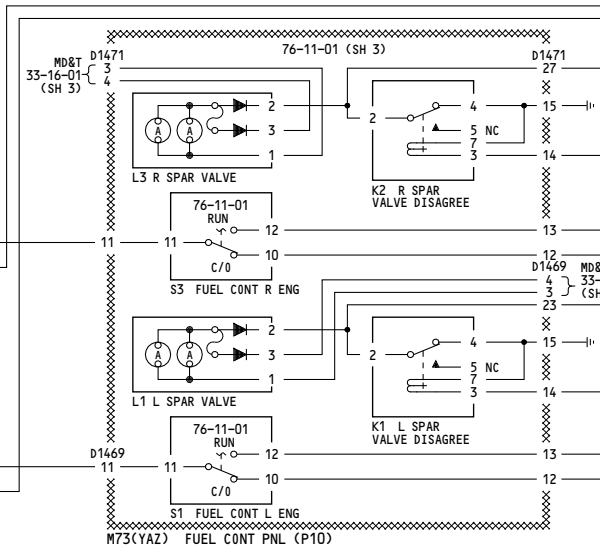 76-11-01 (SH 3)
D1471
D1471
MD&T
33-16-01
(SH 3)
3
4
27
2
3
1
A
A
L3 R SPAR VALVE
2
4
5 NC
7
3
15
14
K2 R SPAR
VALVE DISAGREE
76-11-01
RUN
11
11
12
10
C/O
13
12
S3 FUEL CONT R ENG
D1469
4
3
23
MD&
33-
(SH
2
3
1
A
A
L1 L SPAR VALVE
2
4
5 NC
7
3
15
14
K1 L SPAR
VALVE DISAGREE
76-11-01
RUN
D1469
11
11
12
10
C/O
13
12
S1 FUEL CONT L ENG
M73(YAZ) FUEL CONT PNL (P10)